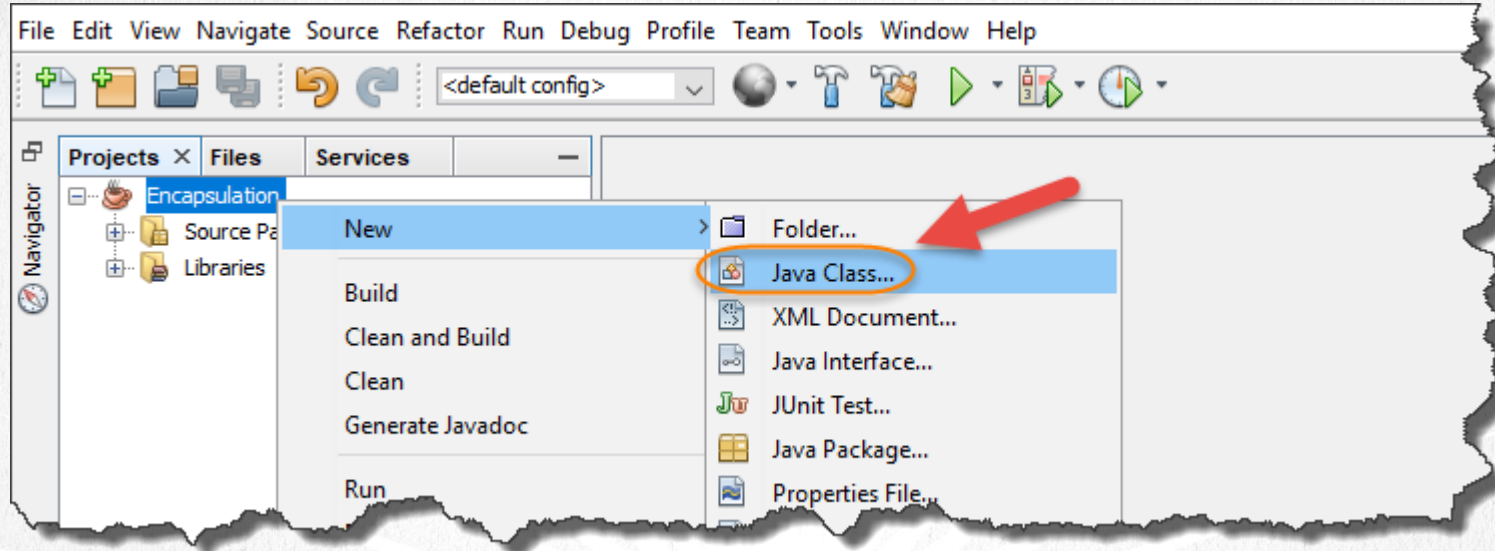 File Edit View Navigate Source Refactor Run Debug Profile Team Tools Window Help
<default config>
Projects Files Services
Navigator
Encapsulation
Source Pa
Libraries
New
Build
Clean and Build
Clean
Generate Javadoc
Run
Folder...
Java Class...
XML Document...
Java Interface...
JUnit Test...
Java Package...
Properties File...